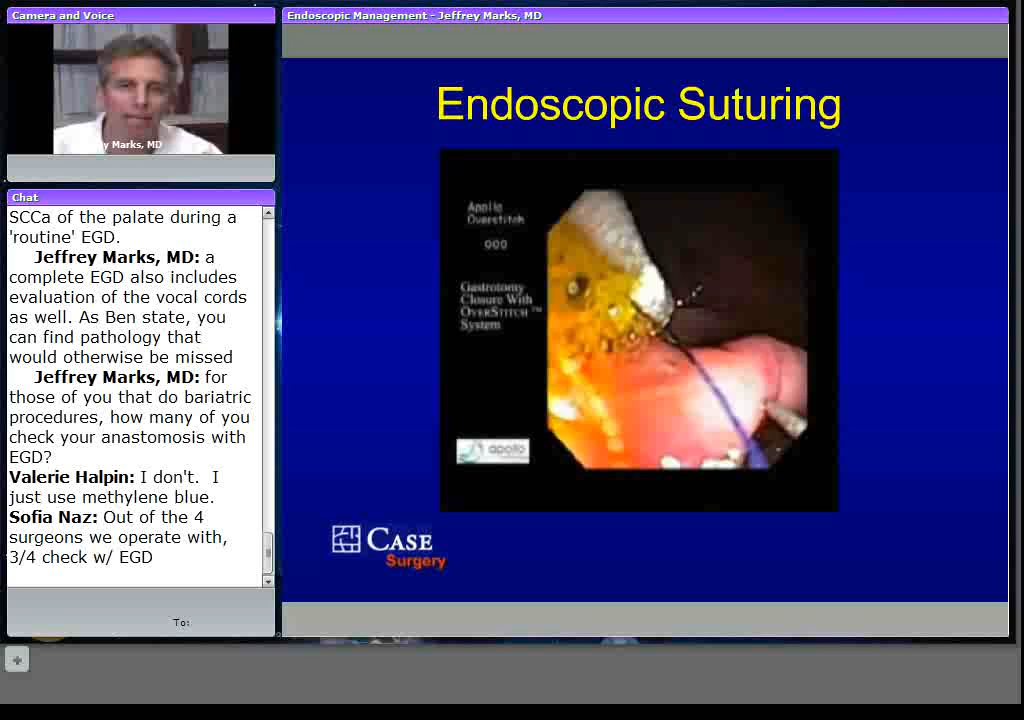 Camera and Voice
y Marks, MD
Chat
SCCa of the palate during a
'routine' EGD.
Jeffrey Marks, MD: a
complete EGD also includes
evaluation of the vocal cords
as well. As Ben state, you
can find pathology that
would otherwise be missed
Jeffrey Marks, MD: for
those of you that do bariatric
procedures, how many of you
check your anastomosis with
EGD?
Valerie Halpin: I don't. I
just use methylene blue.
Sofia Naz: Out of the 4
surgeons we operate with,
3/4 check w/ EGD
To:
Endoscopic Management - Jeffrey Marks, MD
Endoscopic Suturing
Apollo
Overstitch
000
Gastrotomy
Closure With
OverStitch™
System
apollo
CASE
Surgery